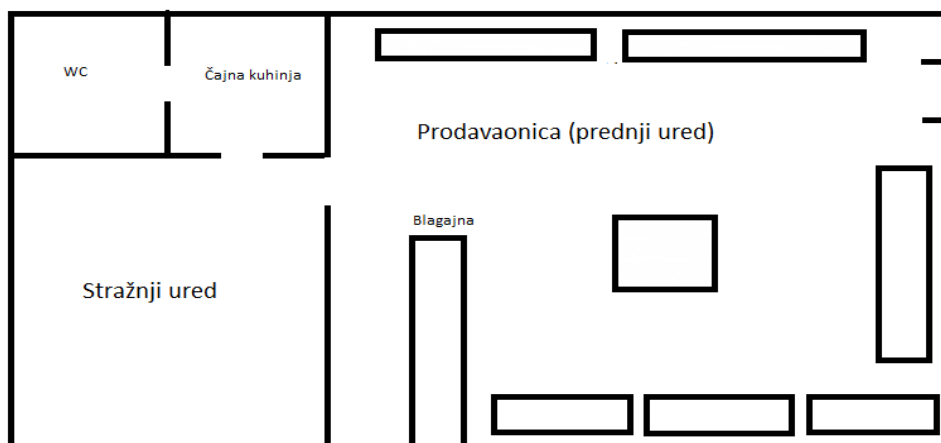 WC
Čajna kuhinja
Prodavaonica (prednji ured)
Blagajna
Stražnji ured